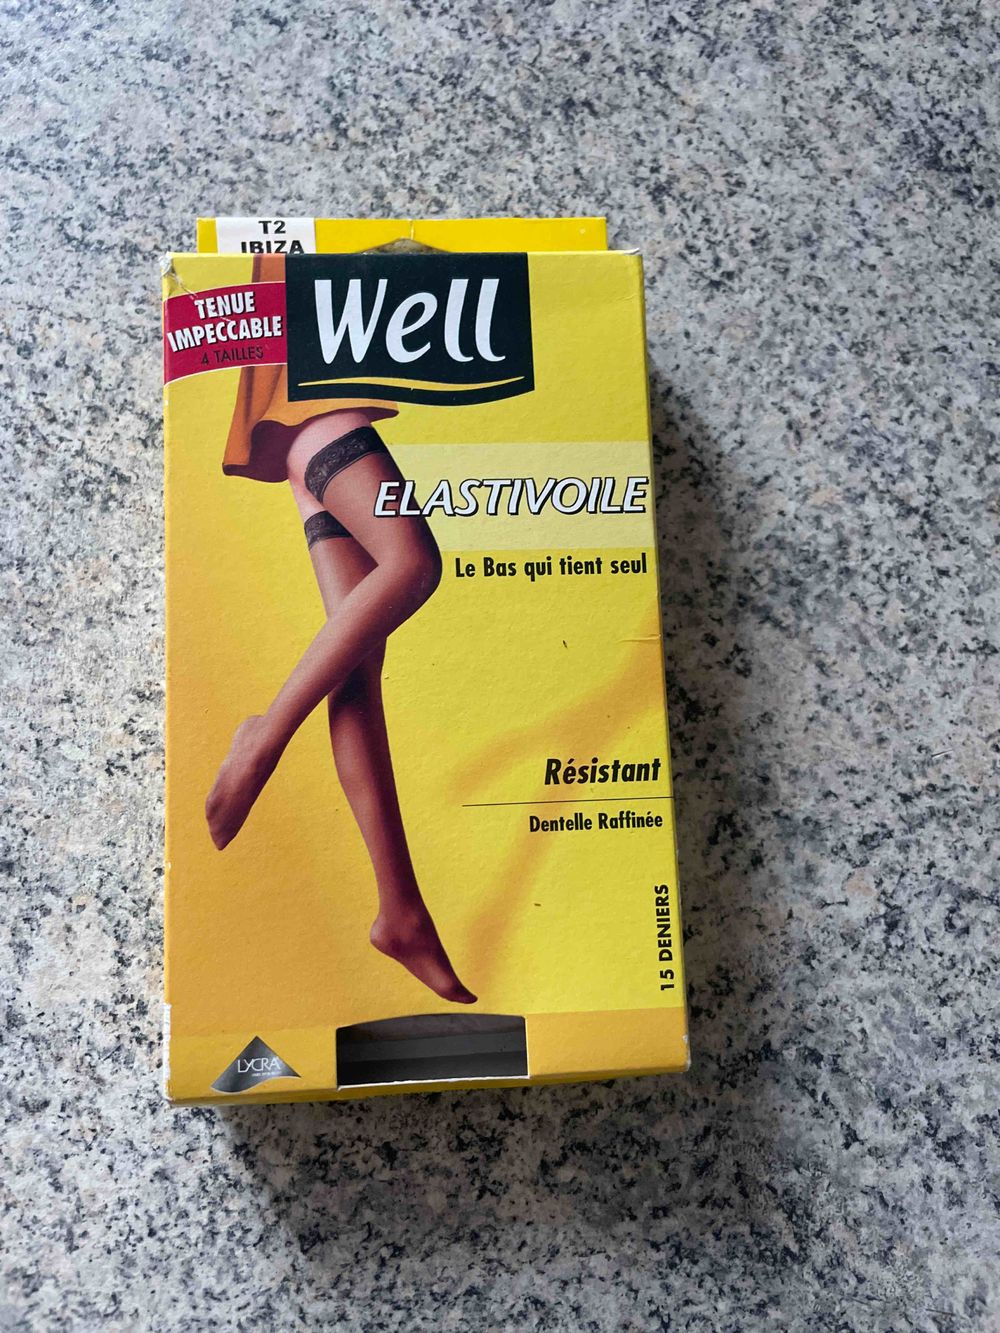 T2
IBIZA
TENUE
IMPECCABLE
4 TAILLES
Well
ELASTIVOILE
Le Bas qui tient seul
Résistant
Dentelle Raffinée
15 DENIERS
LYCRA